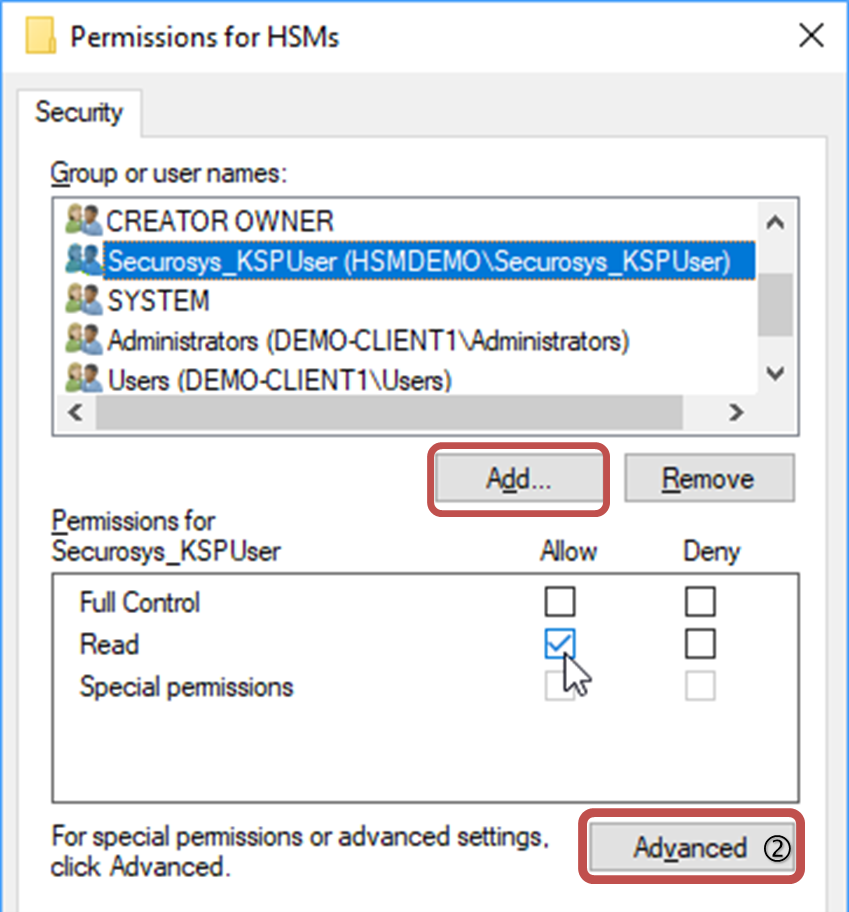 Permissions for HSMs
Security
Group or user names:
CREATOR OWNER
Securosys_KSPUser (HSMDEMO\Securosys_KSPUser)
SYSTEM
Administrators (DEMO-CLIENT1\Administrators)
Users (DEMO-CLIENT1\Users)
Add...
Remove
Permissions for
Securosys_KSPUser
Allow
Deny
Full Control
Read
Special permissions
For special permissions or advanced settings,
click Advanced.
Advanced ②